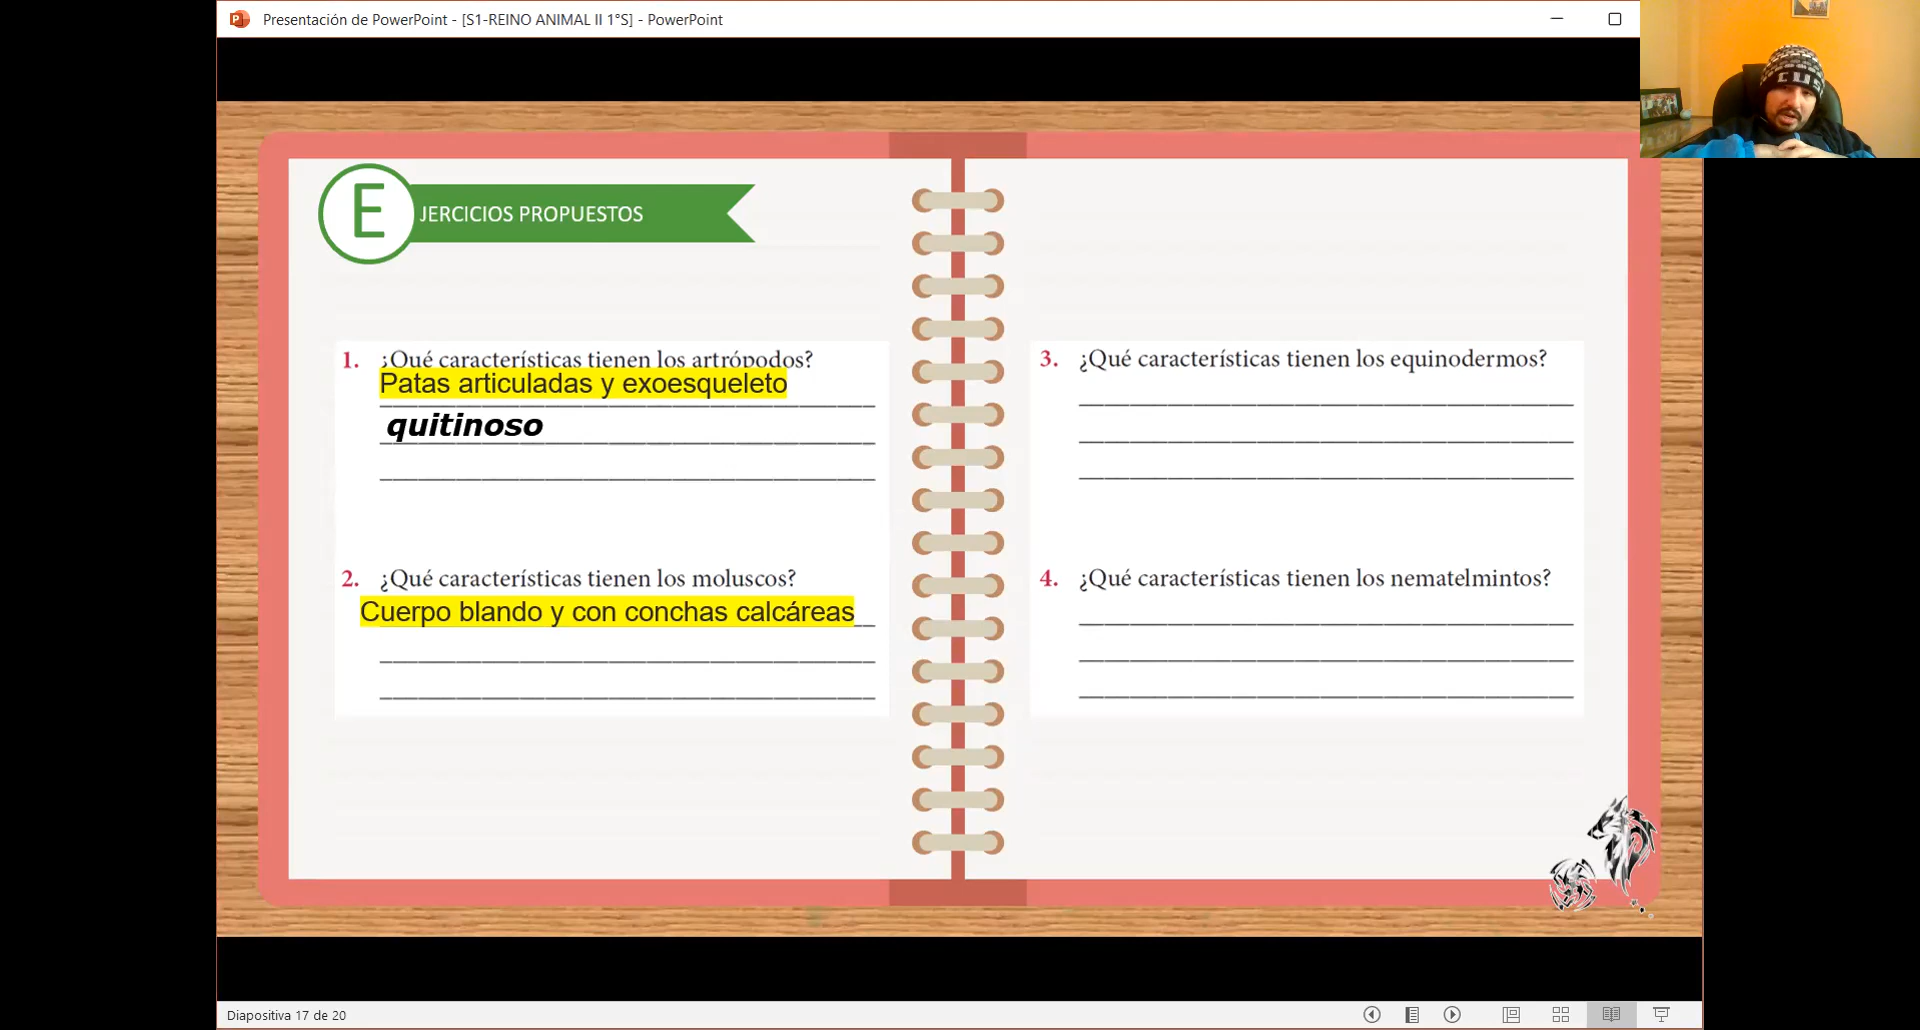 Presentación de PowerPoint - [S1-REINO ANIMAL II 1°S] - PowerPoint
CUS
E
JERCICIOS PROPUESTOS
1. ¿Qué características tienen los artrópodos?
Patas articuladas y exoesqueleto
quitinoso
2. ¿Qué características tienen los moluscos?
Cuerpo blando y con conchas calcáreas
3. ¿Qué características tienen los equinodermos?
4. ¿Qué características tienen los nematelmintos?
Diapositiva 17 de 20